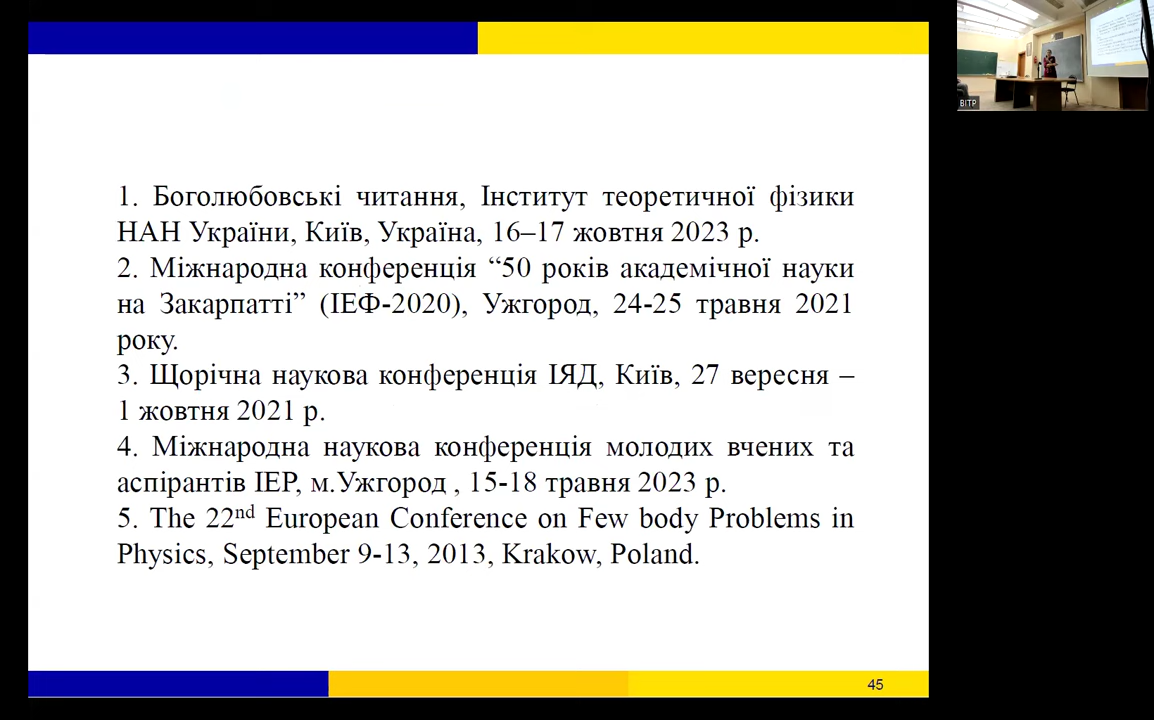 1. Боголюбовські читання, Інститут теоретичної фізики
НАН України, Київ, Україна, 16–17 жовтня 2023 р.
2. Міжнародна конференція “50 років академічної науки
на Закарпатті” (ІЕФ-2020), Ужгород, 24-25 травня 2021
року.
3. Щорічна наукова конференція ІЯД, Київ, 27 вересня –
1 жовтня 2021 р.
4. Міжнародна наукова конференція молодих вчених та
аспірантів ІЕР, м.Ужгород , 15-18 травня 2023 р.
5. The 22nd European Conference on Few body Problems in
Physics, September 9-13, 2013, Krakow, Poland.
45
ВІТР